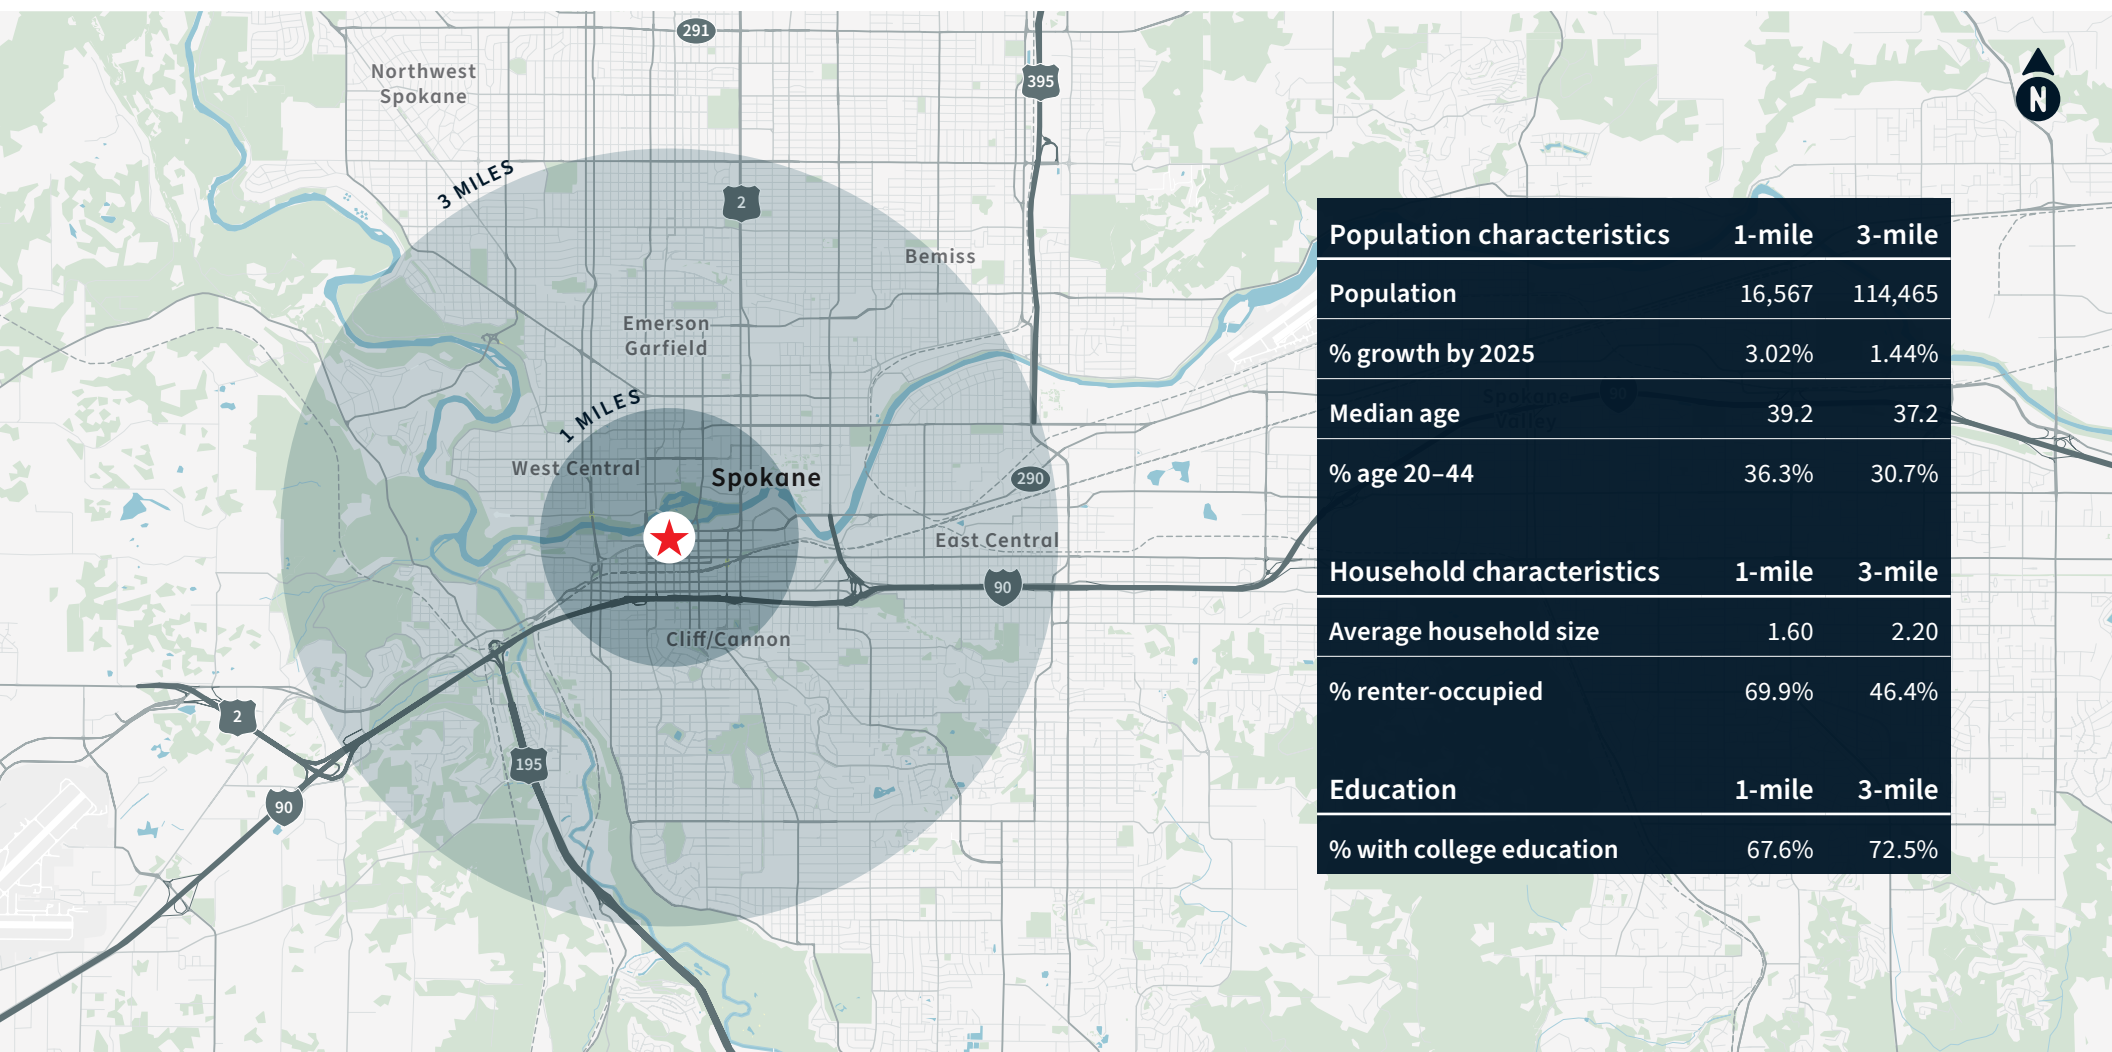 291
Northwest
Spokane
395
N
3 MILES
2
Bemiss
Emerson
Garfield
1 MILES
West Central
Spokane
290
East Central
90
Cliff/Cannon
2
195
90
Population characteristics 1-mile 3-mile
Population 16,567 114,465
% growth by 2025 3.02% 1.44%
Spokane
Valley
90
Median age 39.2 37.2
% age 20–44 36.3% 30.7%
Household characteristics 1-mile 3-mile
Average household size 1.60 2.20
% renter-occupied 69.9% 46.4%
Education 1-mile 3-mile
% with college education 67.6% 72.5%